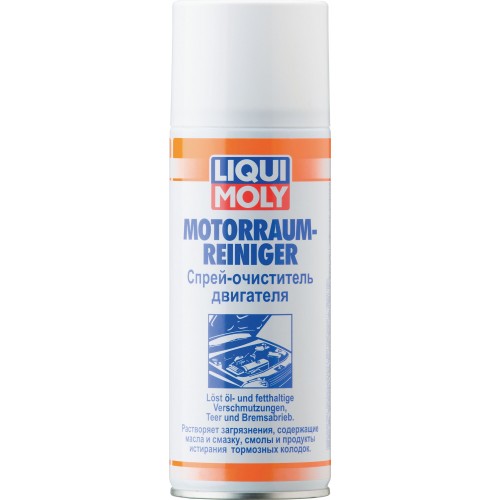 LIQUI
MOLY
MOTORRAUM-
REINIGER
Спрей-очиститель
двигателя
Löst öl- und fetthaltige
Verschmutzungen,
Teer und Bremsabrieb.
Растворяет загрязнения, содержащие
масла и смазку, смолы и продукты
истирания тормозных колодок.